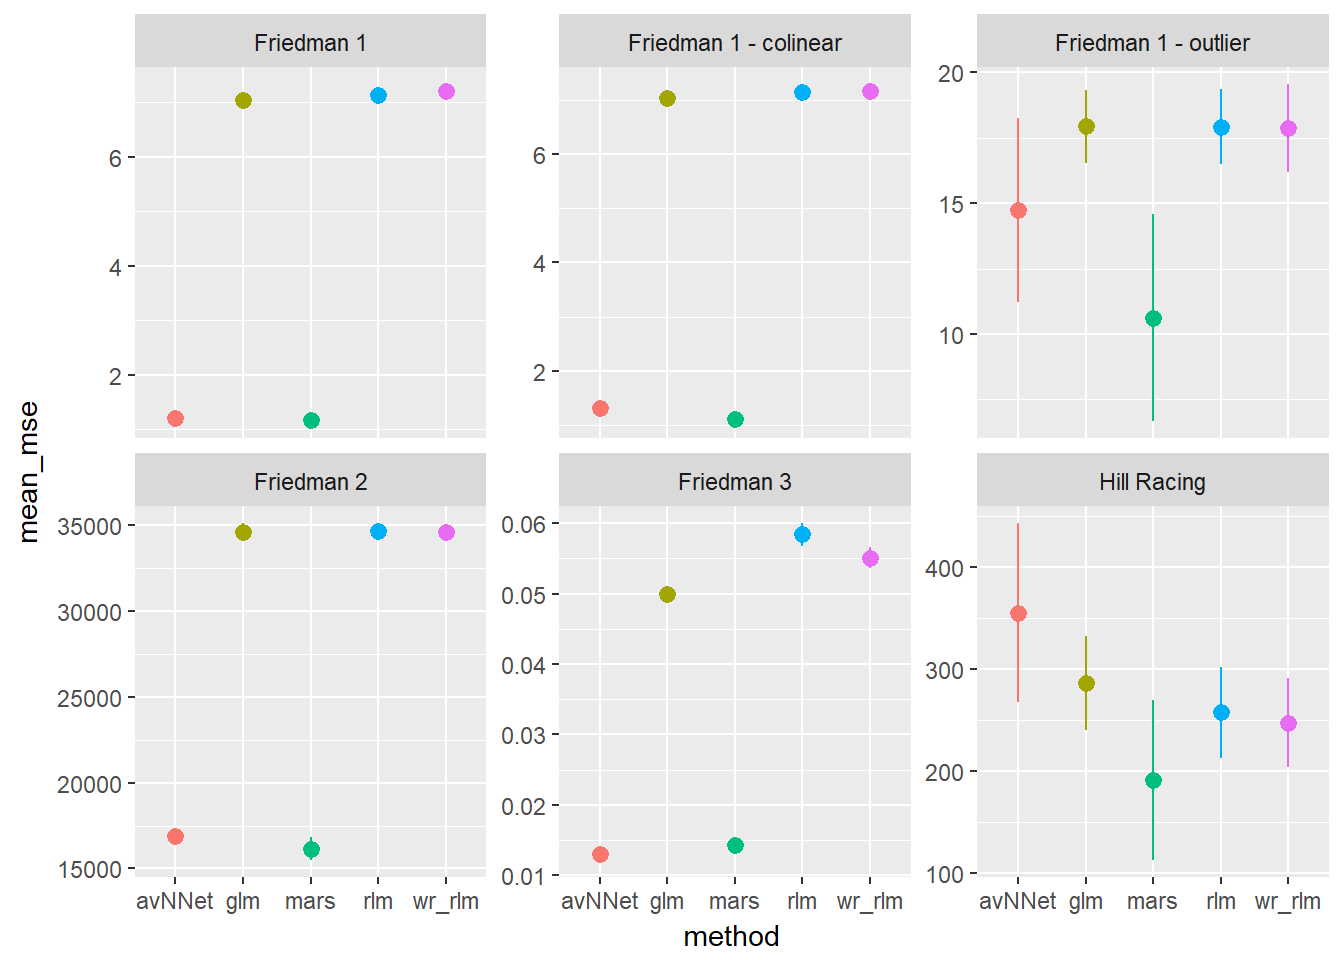 Friedman 1
Friedman 1 - colinear
Friedman 1 - outlier
6
4
2
6
4
2
20
15
10
mean_mse
Friedman 2
Friedman 3
Hill Racing
35000
30000
25000
20000
15000
0.06
0.05
0.04
0.03
0.02
0.01
400
300
200
100
avNNet glm mars rlm wr_rlm
avNNet glm mars rlm wr_rlm
avNNet glm mars rlm wr_rlm
method